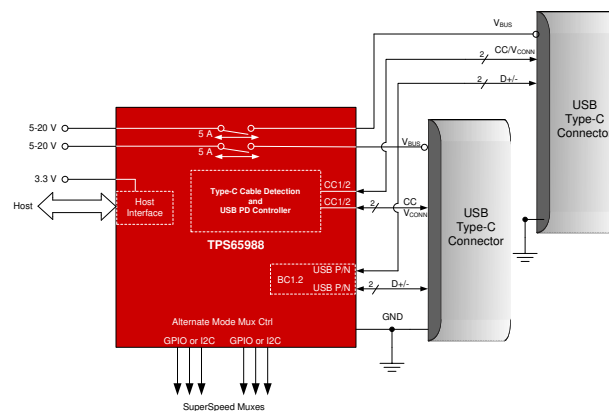 VBUS
2 CC/VCONN
2 D+/-
USB
Type-C
Connector
5-20 V
5 A
5-20 V
5 A
VBUS
3.3 V
Host
Host
Interface
Type-C Cable Detection
and
USB PD Controller
CC1/2
CC1/2
2 CC
VCONN
USB
Type-C
Connector
TPS65988
BC1.2
USB P/N
USB P/N
2 D+/-
GND
Alternate Mode Mux Ctrl
GPIO or I2C GPIO or I2C
SuperSpeed Muxes